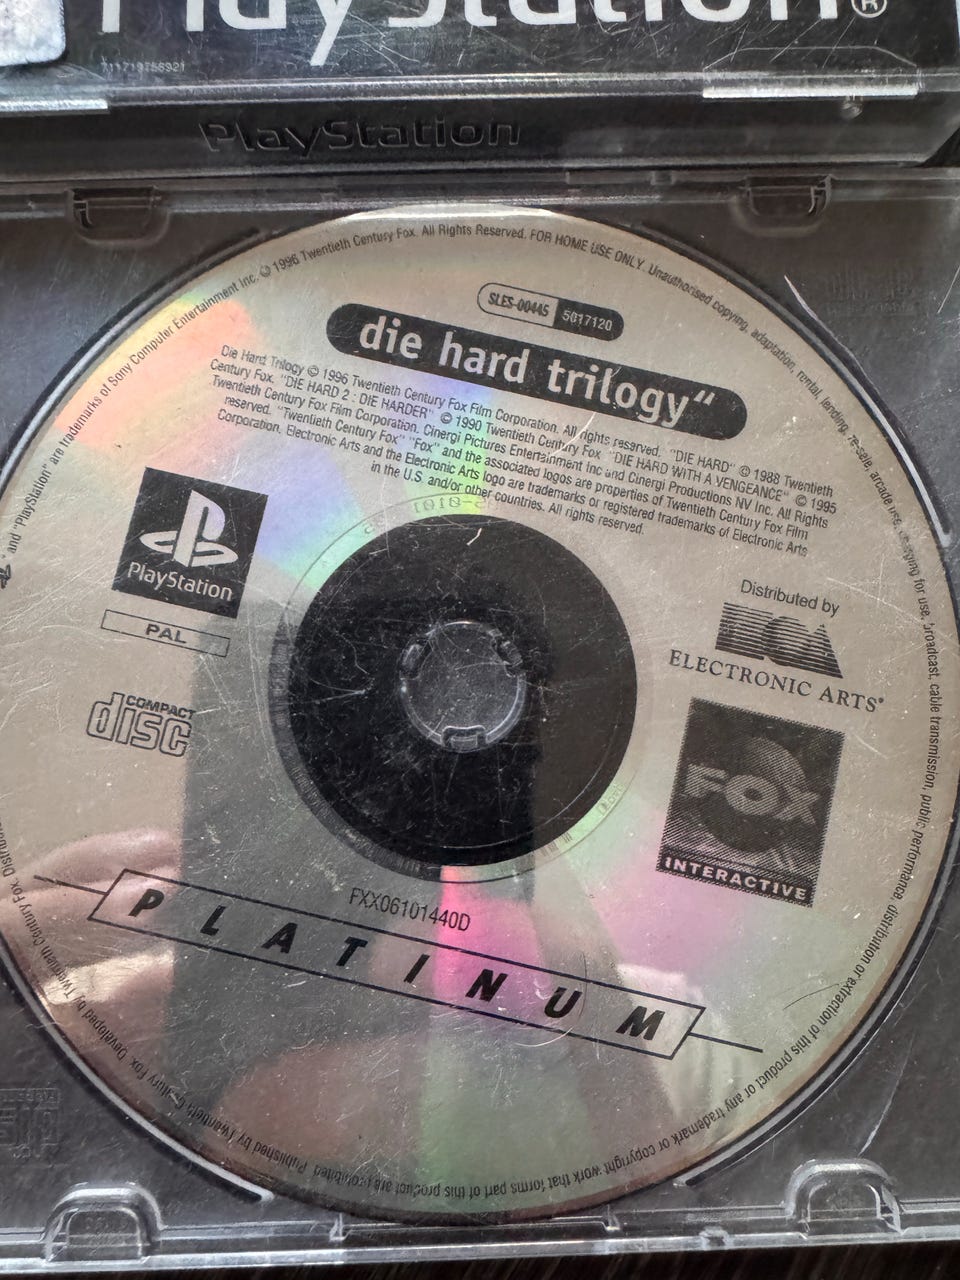 PlayStation®
711719756921
PlayStation
are trademarks of Sony Computer Entertainment Inc. © 1996 Twentieth Century Fox. All Rights Reserved. FOR HOME USE ONLY. Unauthorised copying, adaptation, rental, lending, re-sale, arcade use, charging for use, broadcast, cable transmission, public performance, distribution or extraction of this product or any trademark or copyright work that forms part of this product are prohibited. Published by Twentieth Century Fox. Developed by Twentieth Century Fox.
and "PlayStation"
SLES-00445 5017120
die hard trilogy“
Die Hard Trilogy © 1996 Twentieth Century Fox Film Corporation. All rights reserved. "DIE HARD" © 1988 Twentieth
Century Fox. "DIE HARD 2 : DIE HARDER" © 1990 Twentieth Century Fox "DIE HARD WITH A VENGEANCE" © 1995
Twentieth Century Fox Film Corporation, Cinergi Pictures Entertainment Inc and Cinergi Productions NV Inc. All Rights
reserved. "Twentieth Century Fox" "Fox" and the associated logos are properties of Twentieth Century Fox Film
Corporation. Electronic Arts and the Electronic Arts logo are trademarks or registered trademarks of Electronic Arts
in the U.S. and/or other countries. All rights reserved.
PlayStation
PAL
COMPACT
disc
Distributed by
EA
ELECTRONIC ARTS®
FOX
INTERACTIVE
FXX06101440D
PLATINUM